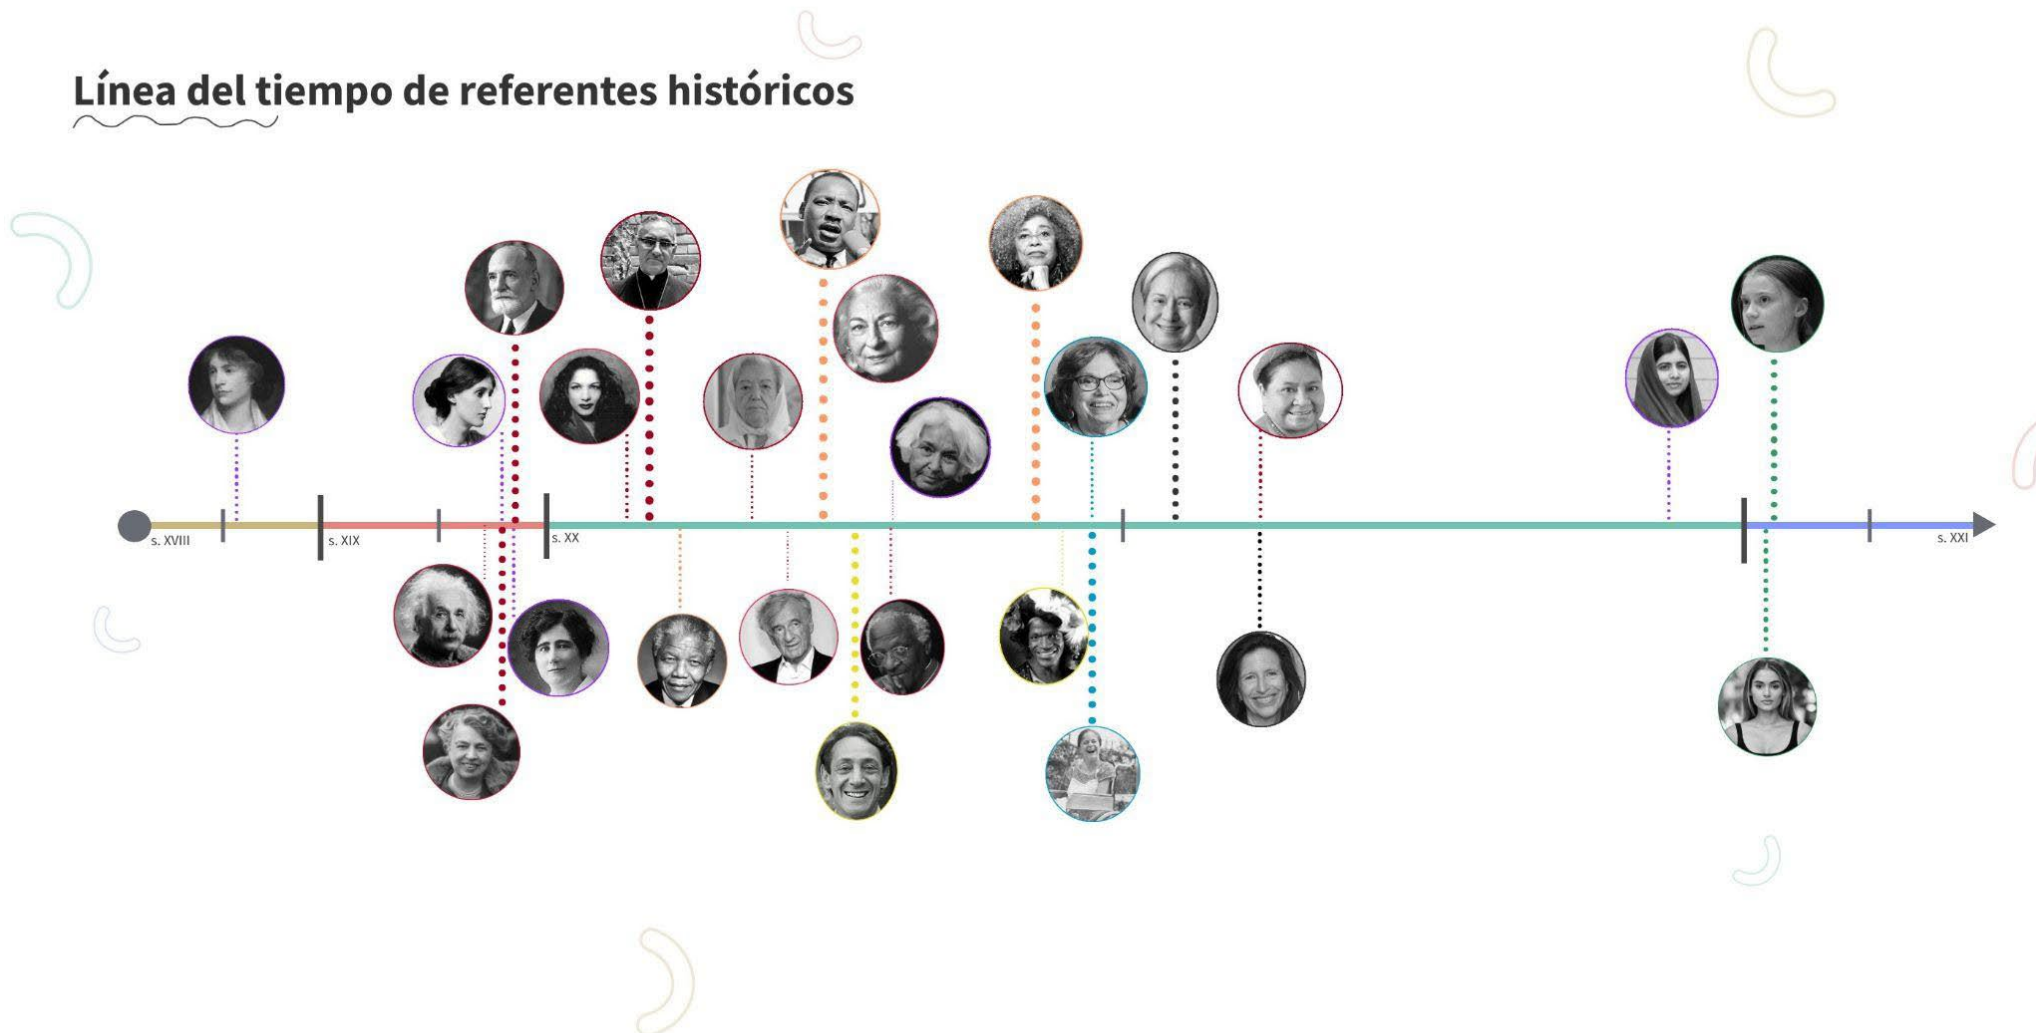 Línea del tiempo de referentes históricos
s. XVIII
s. XIX
s. XX
s. XXI